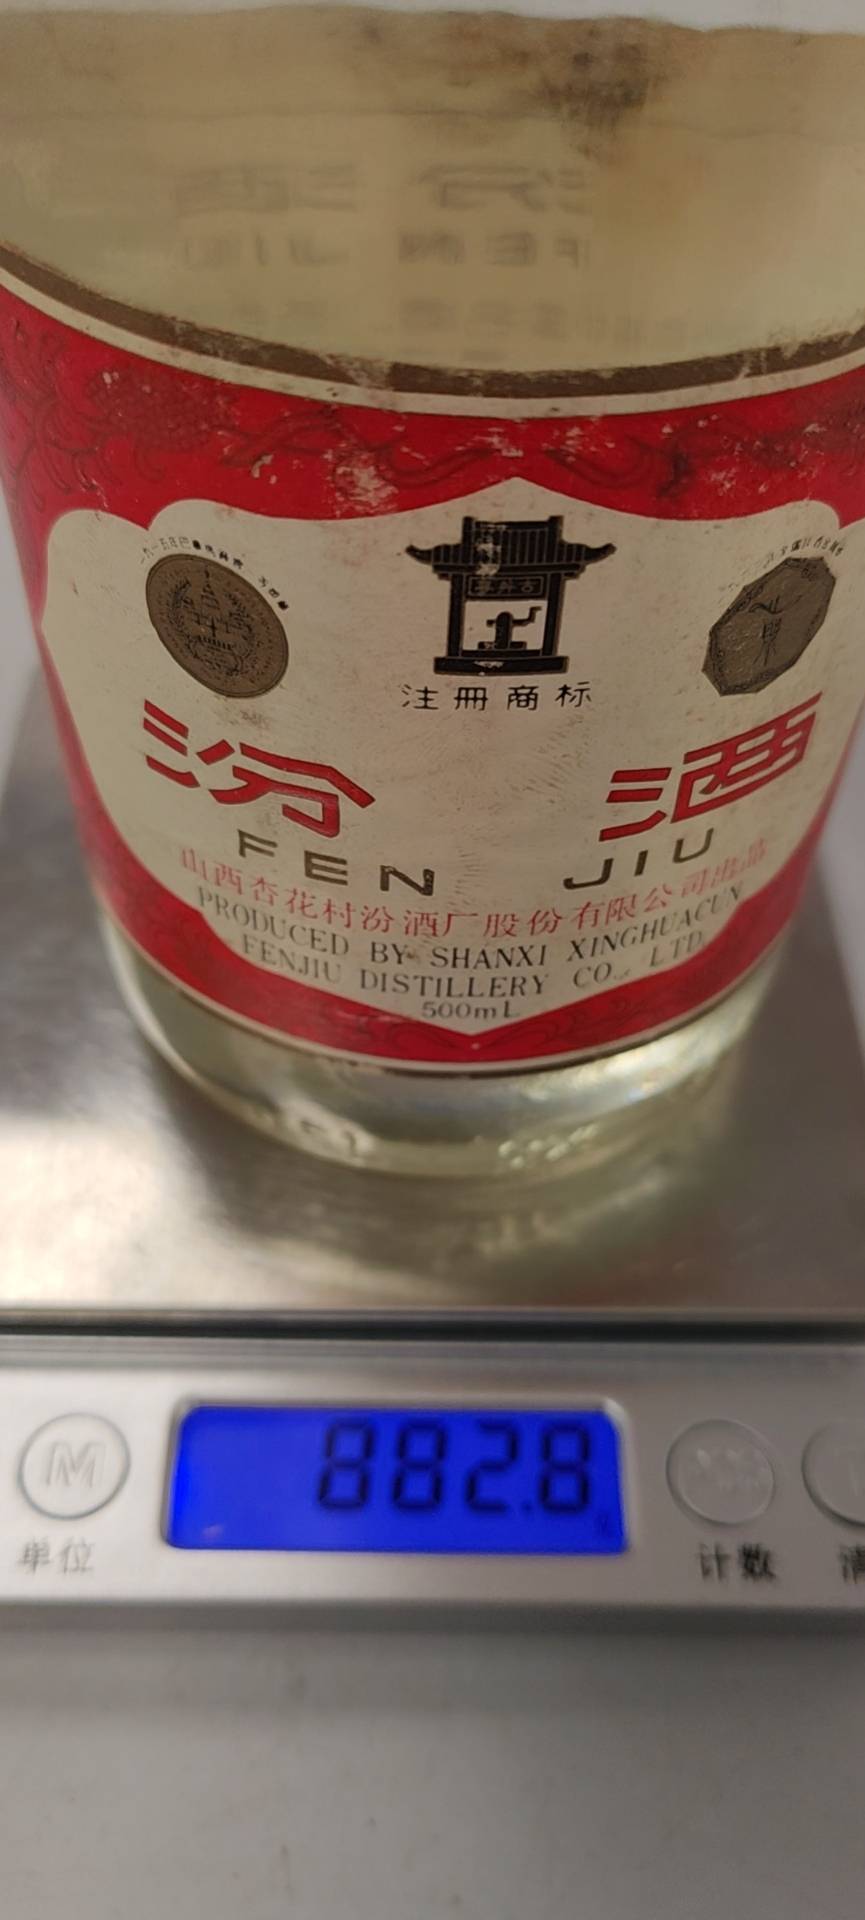 注册商标
汾酒
FEN JIU
山西杏花村汾酒厂股份有限公司出品
PRODUCED BY SHANXI XINGHUACUN
FENJIU DISTILLERY CO., LTD.
500mL
882.8
M
单位
计数
清